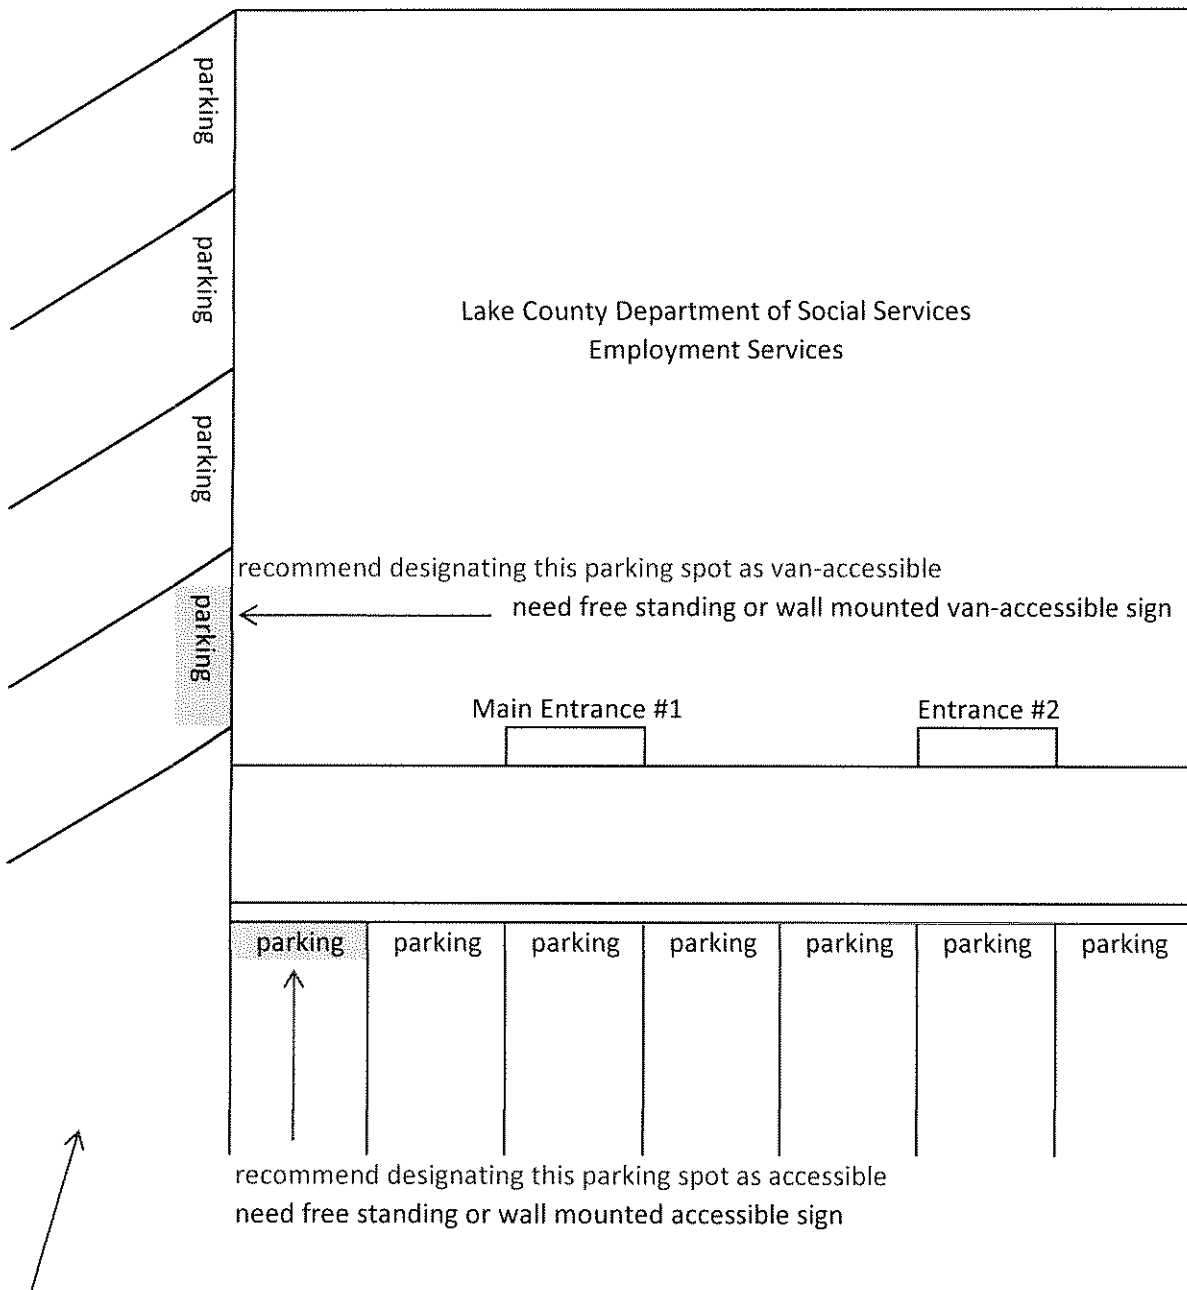 parking
parking
Lake County Department of Social Services
Employment Services
parking
recommend designating this parking spot as van-accessible
need free standing or wall mounted van-accessible sign
parking
Main Entrance #1 Entrance #2
parking parking parking parking parking parking parking
recommend designating this parking spot as accessible
need free standing or wall mounted accessible sign